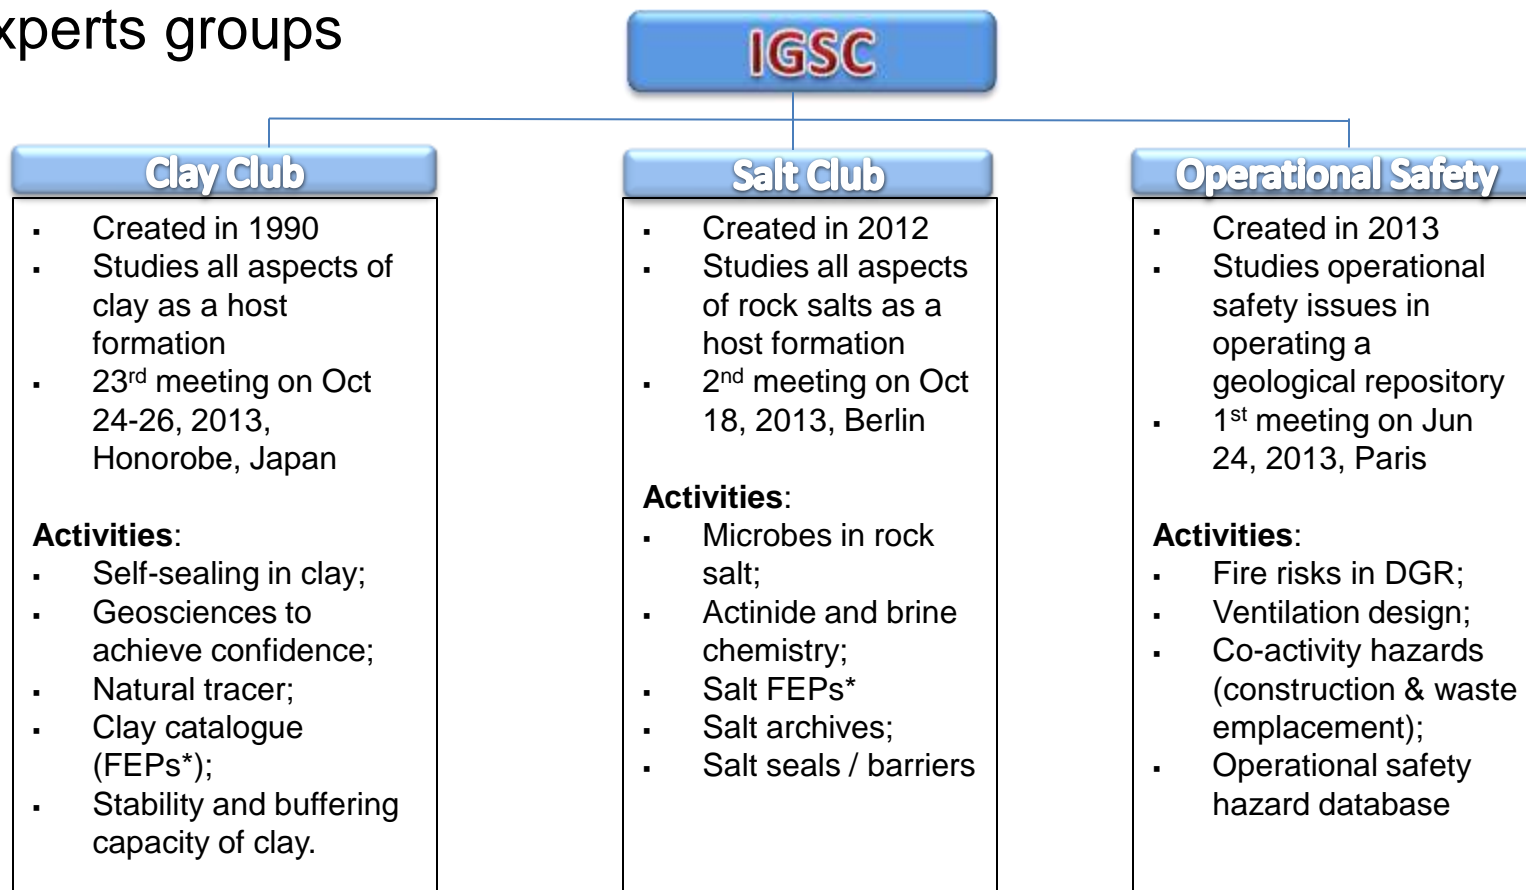 xperts groups
IGSC
Clay Club
▪ Created in 1990
▪ Studies all aspects of
clay as a host
formation
▪ 23rd meeting on Oct
24-26, 2013,
Honorobe, Japan
Activities:
▪ Self-sealing in clay;
▪ Geosciences to
achieve confidence;
▪ Natural tracer;
▪ Clay catalogue
(FEPs*);
▪ Stability and buffering
capacity of clay.
Salt Club
▪ Created in 2012
▪ Studies all aspects
of rock salts as a
host formation
▪ 2nd meeting on Oct
18, 2013, Berlin
Activities:
▪ Microbes in rock
salt;
▪ Actinide and brine
chemistry;
▪ Salt FEPs*
▪ Salt archives;
▪ Salt seals / barriers
Operational Safety
▪ Created in 2013
▪ Studies operational
safety issues in
operating a
geological repository
▪ 1st meeting on Jun
24, 2013, Paris
Activities:
▪ Fire risks in DGR;
▪ Ventilation design;
▪ Co-activity hazards
(construction & waste
emplacement);
▪ Operational safety
hazard database